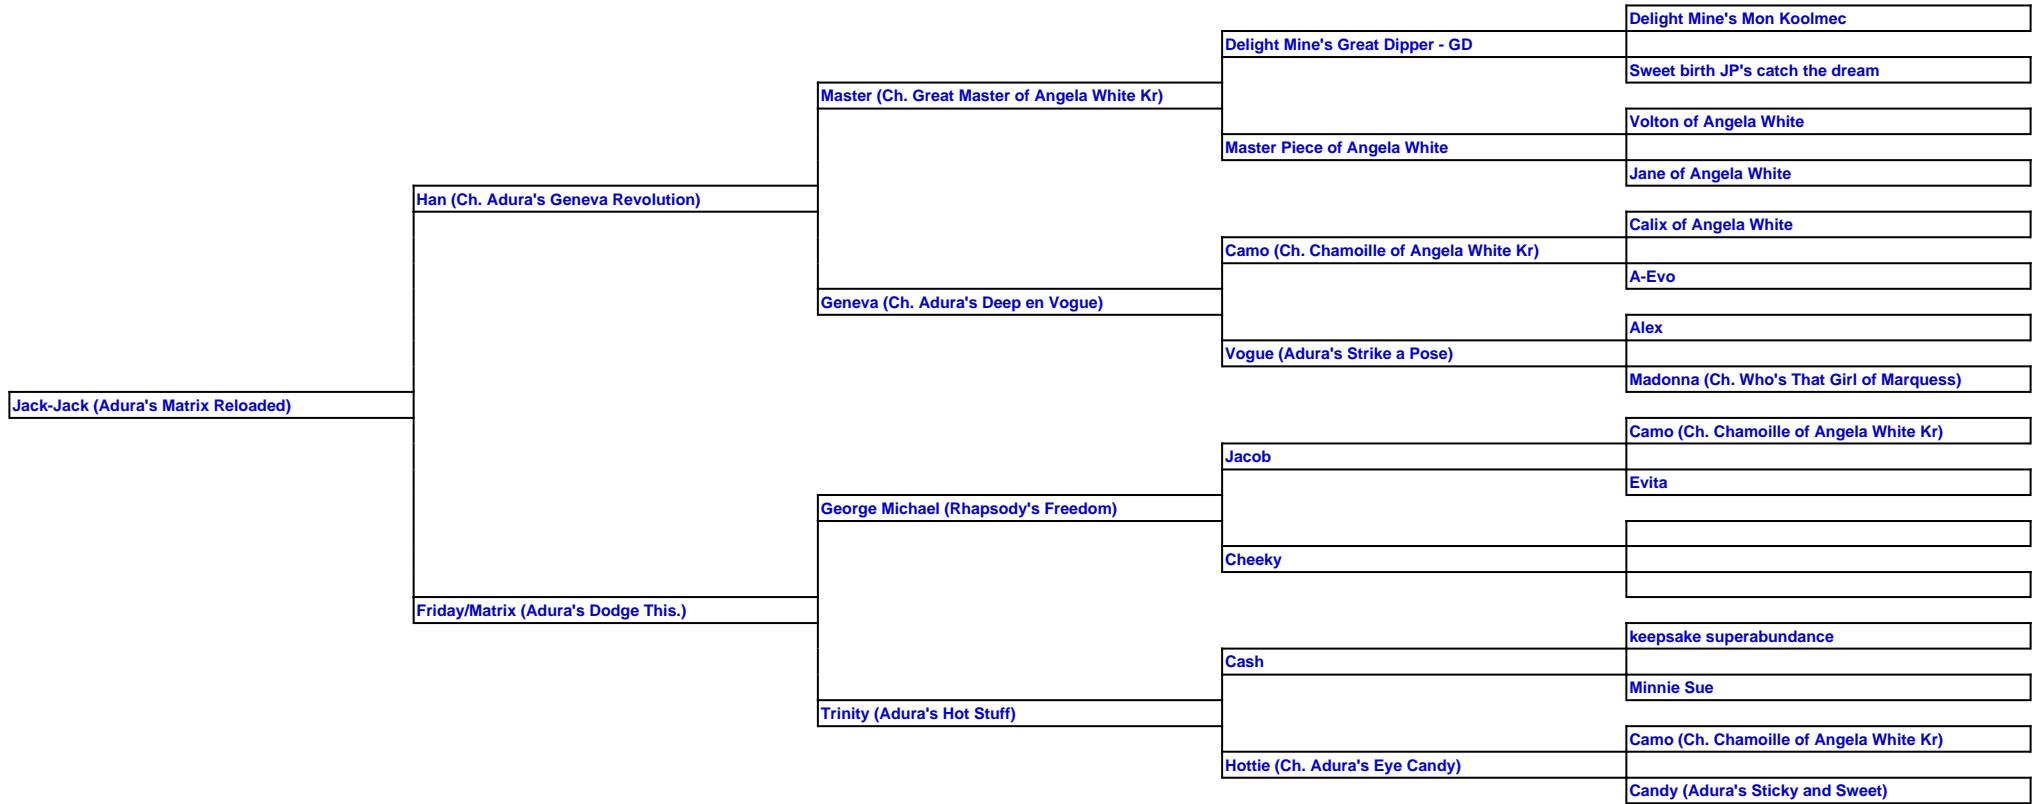 Delight Mine's Mon Koolmec
Delight Mine's Great Dipper - GD
Sweet birth JP's catch the dream
Master (Ch. Great Master of Angela White Kr)
Volton of Angela White
Master Piece of Angela White
Jane of Angela White
Han (Ch. Adura's Geneva Revolution)
Calix of Angela White
Camo (Ch. Chamoille of Angela White Kr)
A-Evo
Geneva (Ch. Adura's Deep en Vogue)
Alex
Vogue (Adura's Strike a Pose)
Madonna (Ch. Who's That Girl of Marquess)
Jack-Jack (Adura's Matrix Reloaded)
Camo (Ch. Chamoille of Angela White Kr)
Jacob
Evita
George Michael (Rhapsody's Freedom)
Cheeky
Friday/Matrix (Adura's Dodge This.)
keepsake superabundance
Cash
Minnie Sue
Trinity (Adura's Hot Stuff)
Camo (Ch. Chamoille of Angela White Kr)
Hottie (Ch. Adura's Eye Candy)
Candy (Adura's Sticky and Sweet)